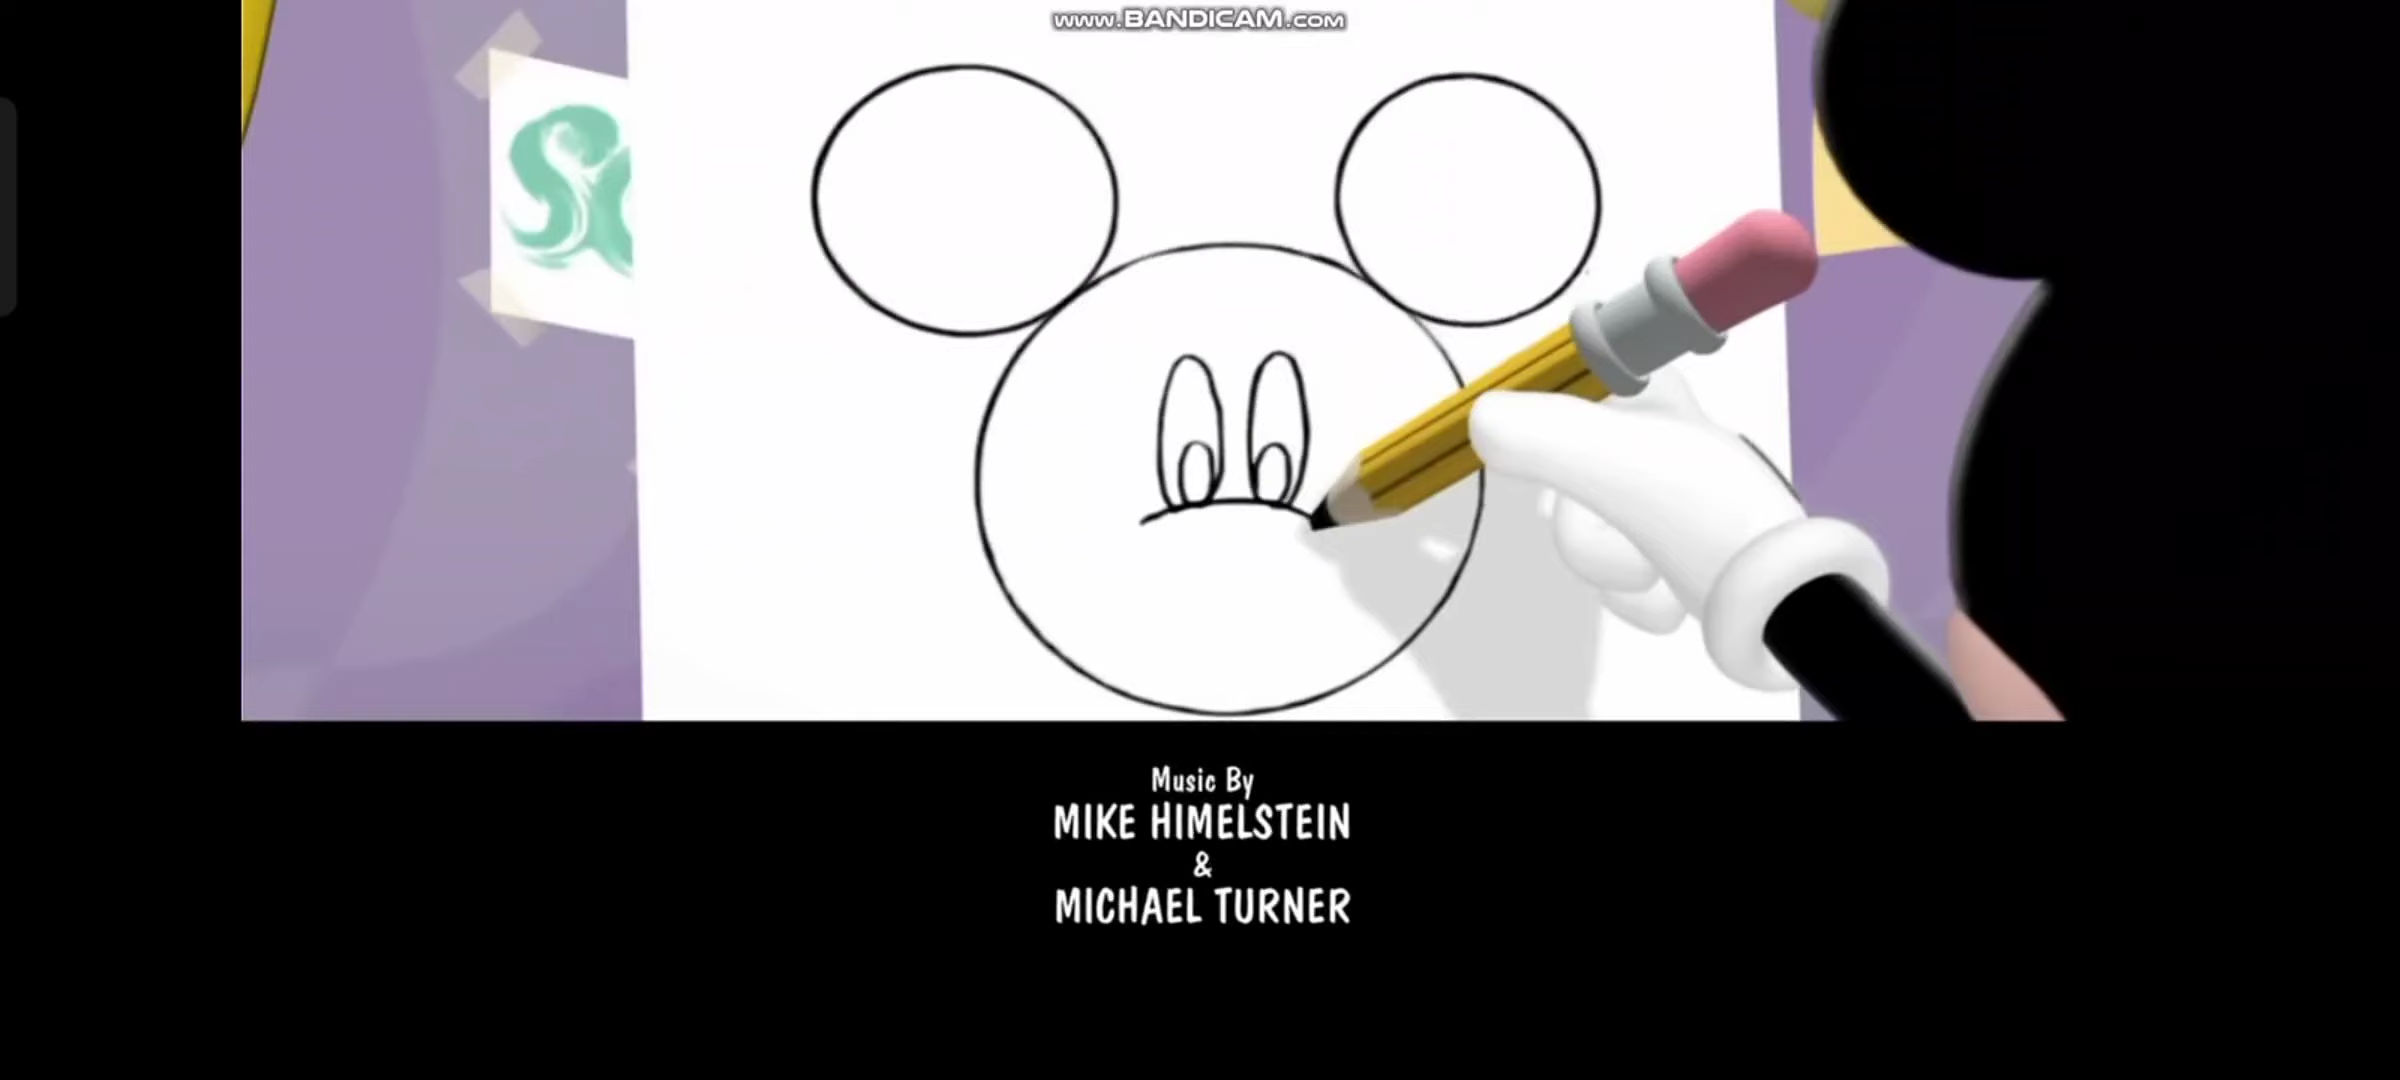 www.BANDICAM.com
Music By
MIKE HIMELSTEIN
&
MICHAEL TURNER